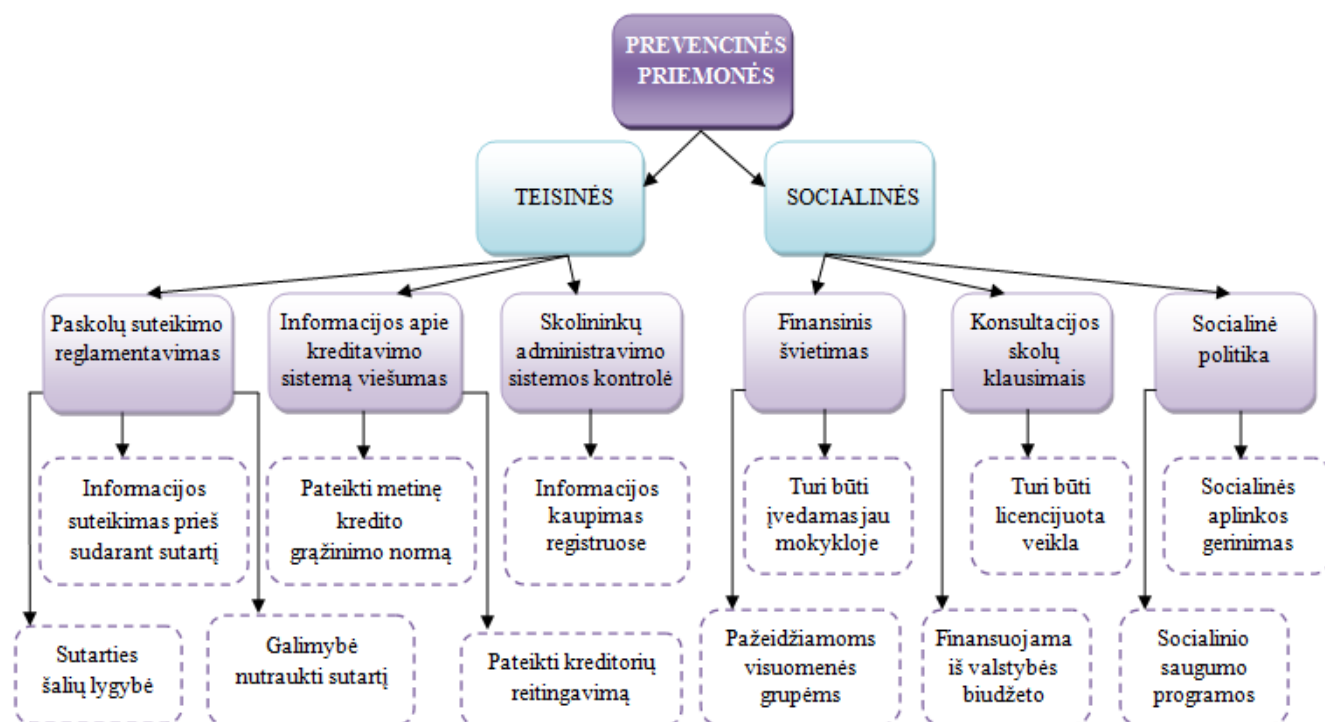 PREVENCINĖS
PRIEMONĖS
TEISINĖS
SOCIALINĖS
Paskolų suteikimo
reglamentavimas
Informacijos apie
kreditavimo
sistemą viešumas
Skolininkų
administravimo
sistemos kontrolė
Finansinis
švietimas
Konsultacijos
skolų
klausimais
Socialinė
politika
Informacijos
suteikimas prieš
sudarant sutartį
Pateikti metinę
kredito
grąžinimo normą
Informacijos
kaupimas
registruose
Turi būti
įvedamas jau
mokykloje
Turi būti
licencijuota
veikla
Socialinės
aplinkos
gerinimas
Sutarties
šalių lygybė
Galimybė
nutraukti sutartį
Pateikti kreditorių
reitingavimą
Pažeidžiamoms
visuomenės
grupėms
Finansuojama
iš valstybės
biudžeto
Socialinio
saugumo
programos